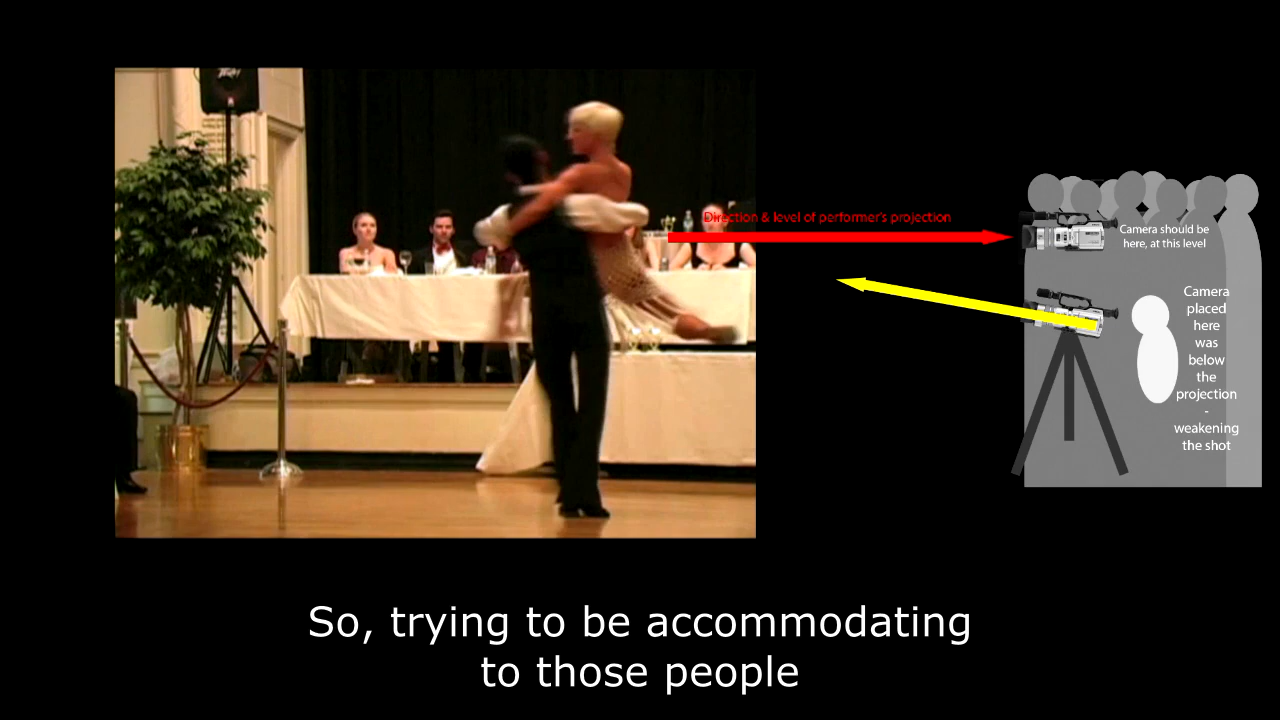 Direction & level of performer's projection
Camera should be
here, at this level
Camera
placed
here
was
below
the
projection
-
weakening
the shot
So, trying to be accommodating
to those people